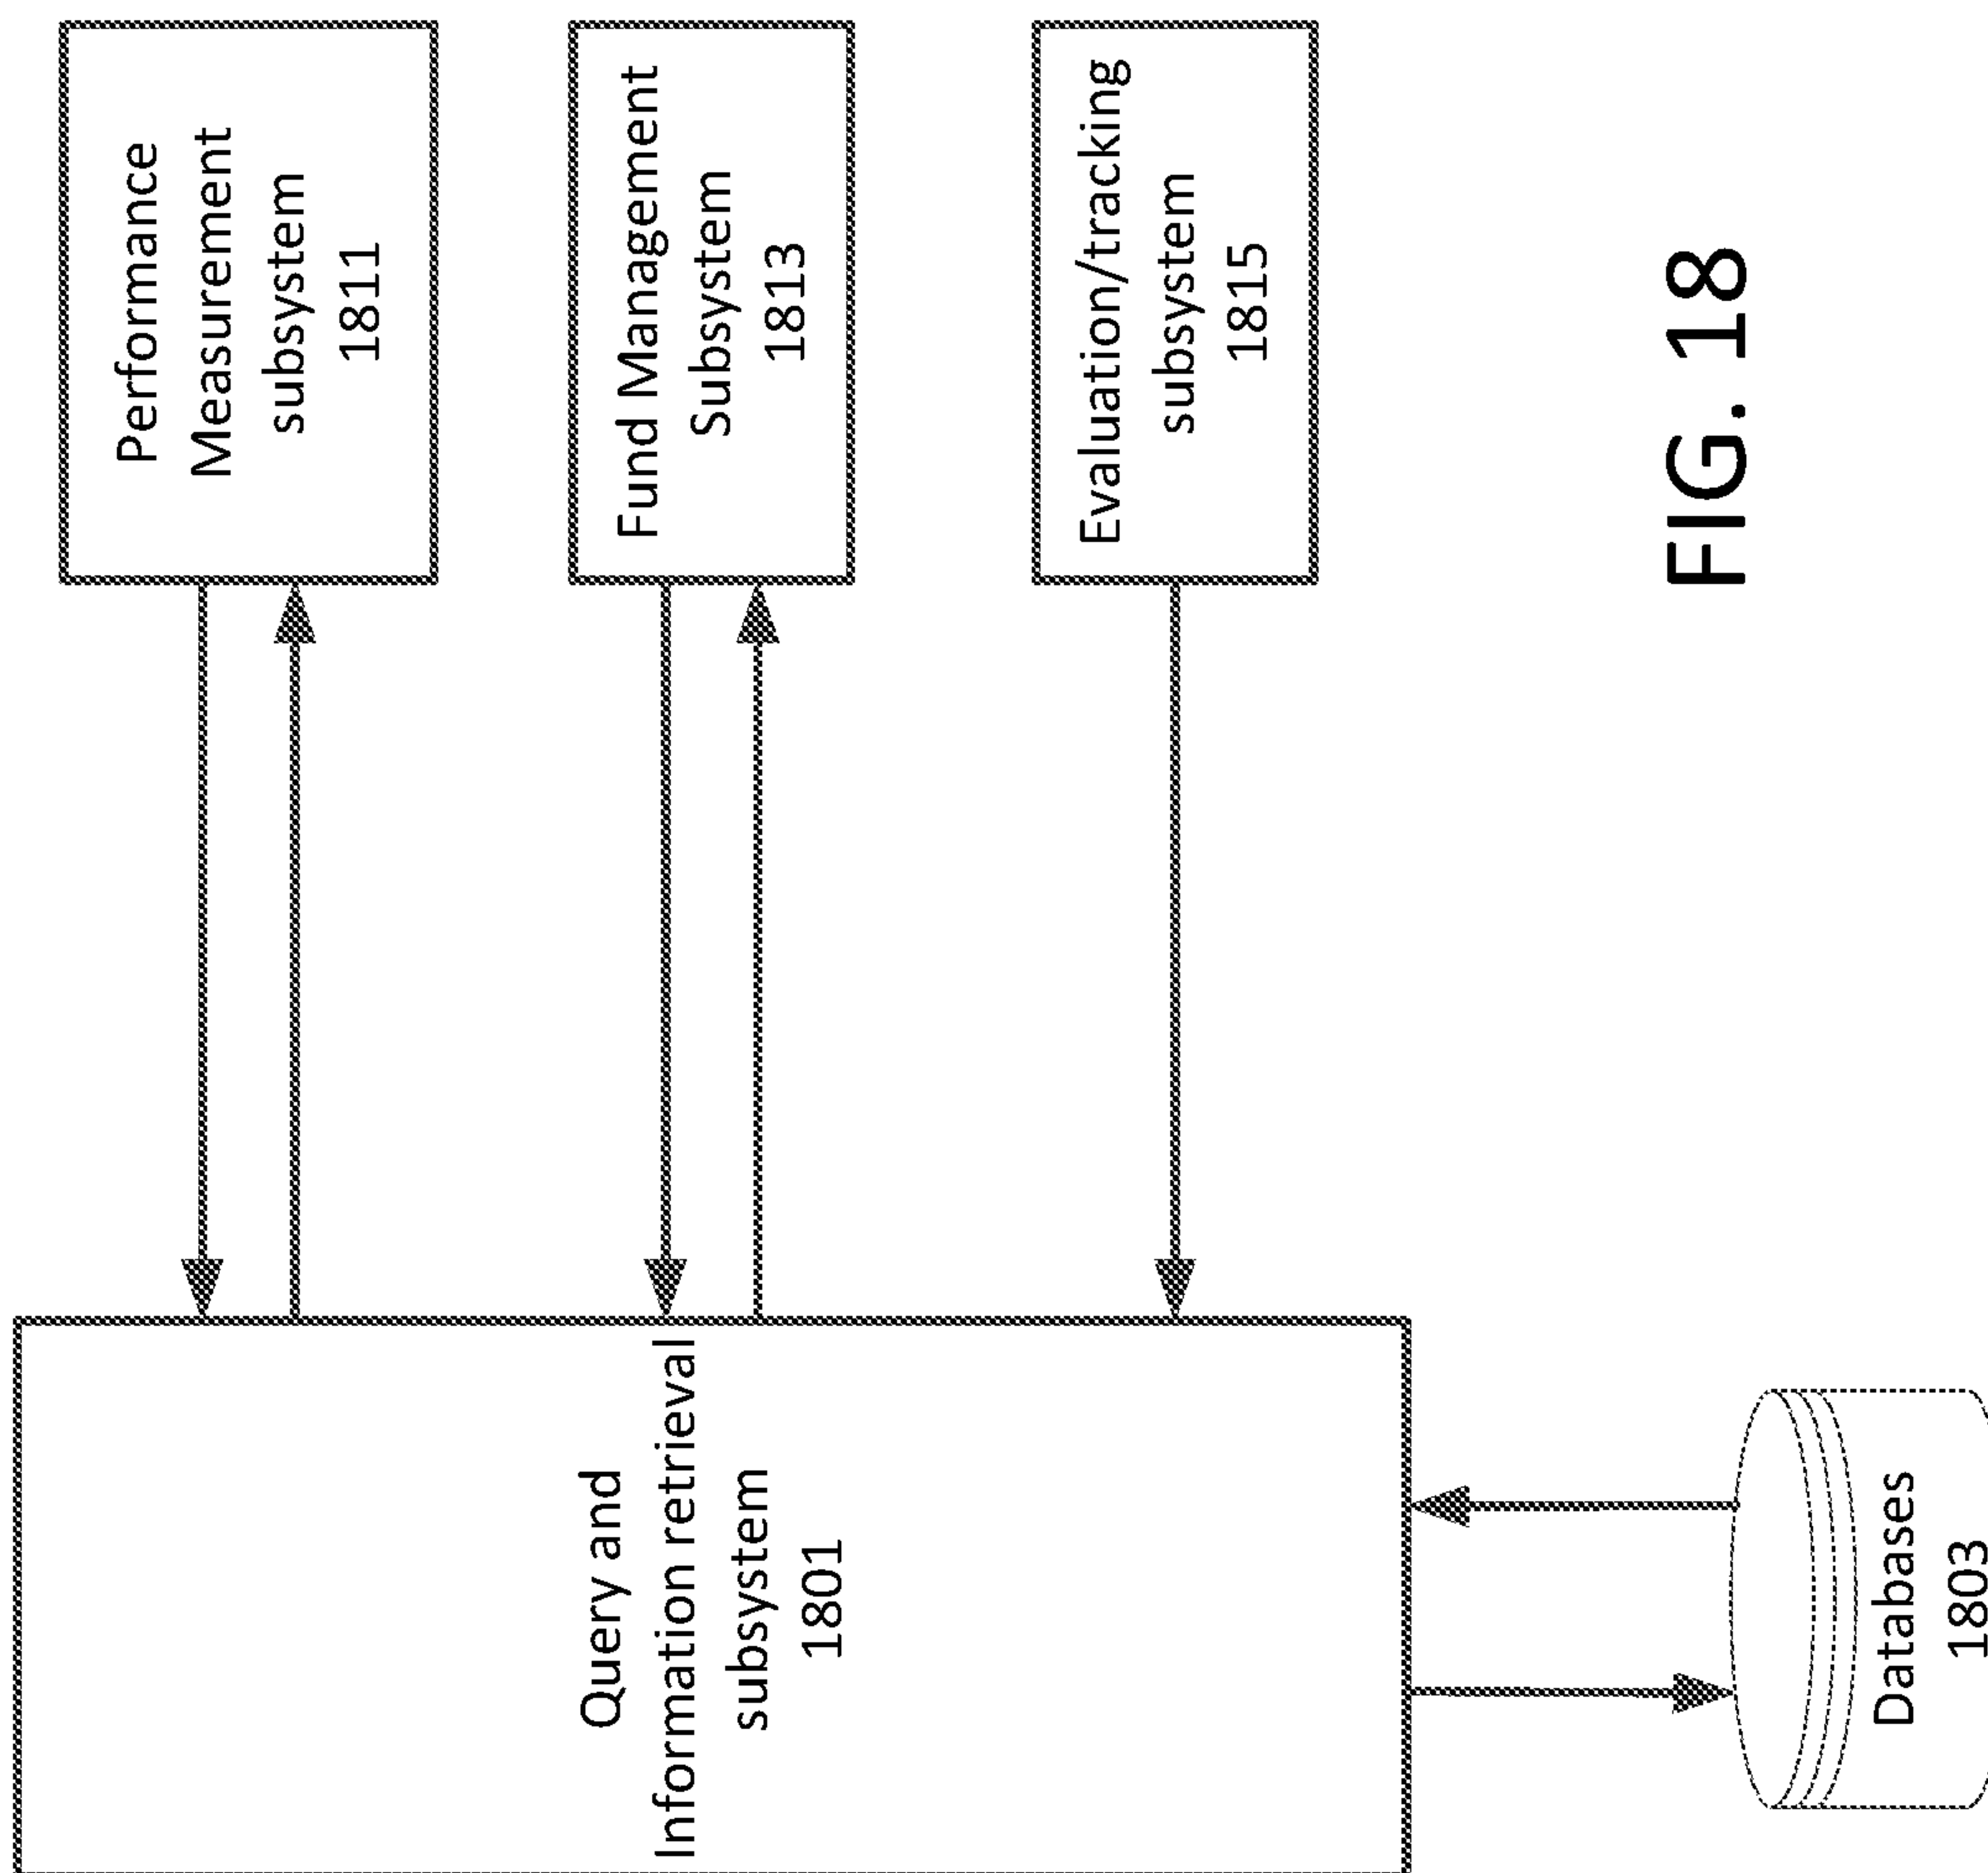 Query and
Information retrieval
subsystem
1801
Databases
1803
Performance
Measurement
subsystem
1811
Fund Management
Subsystem
1813
Evaluation/tracking
subsystem
1815
FIG. 18